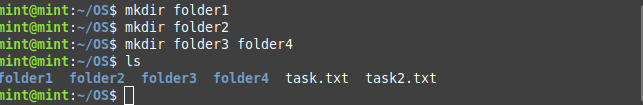 mint@mint:~/OS$ mkdir folder1
mint@mint:~/OS$ mkdir folder2
mint@mint:~/OS$ mkdir folder3 folder4
mint@mint:~/OS$ ls
folder1  folder2  folder3  folder4  task.txt  task2.txt
mint@mint:~/OS$